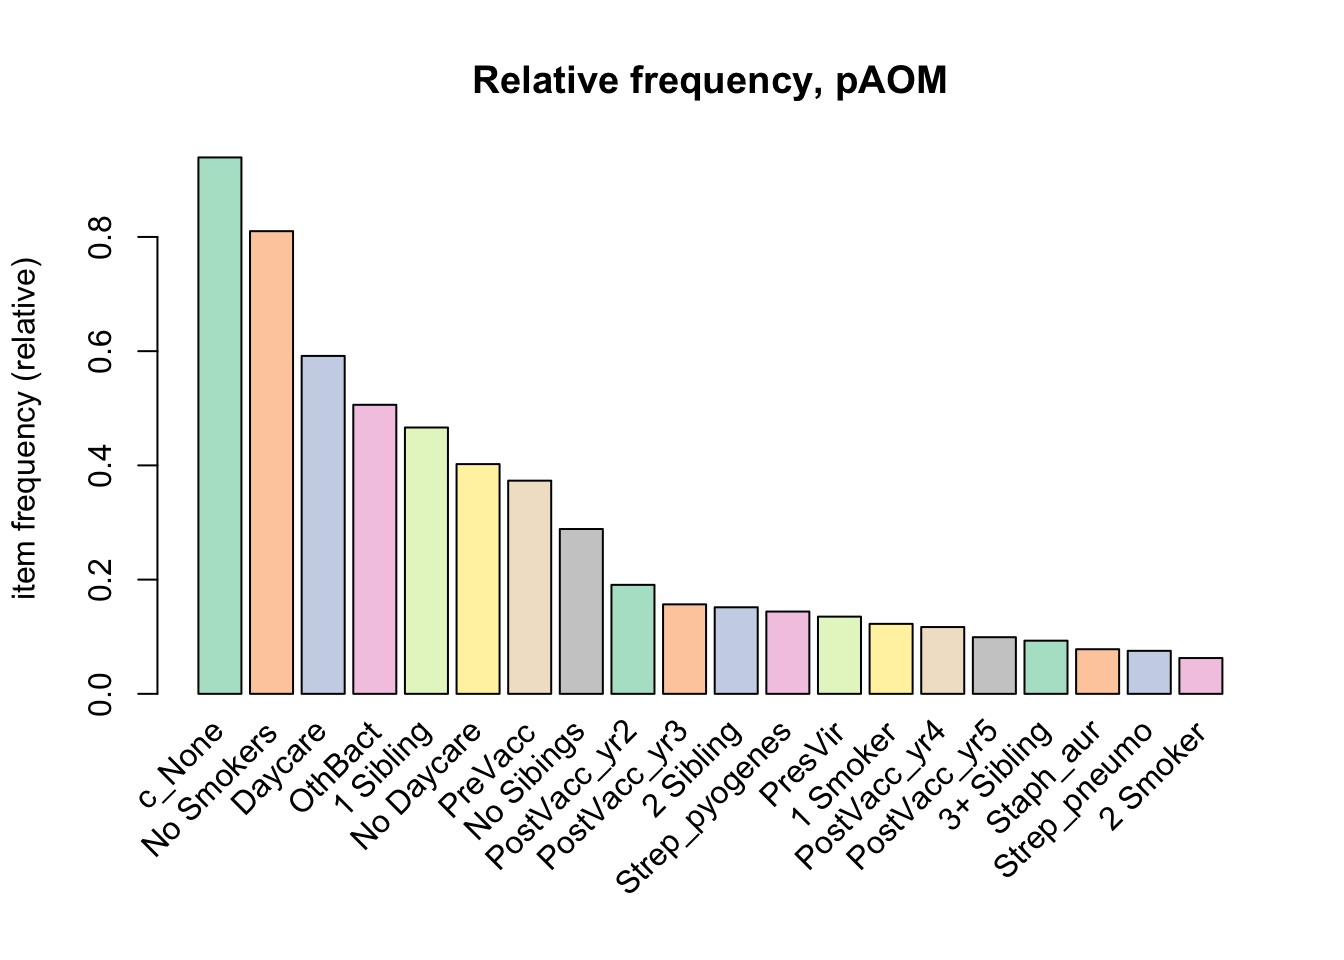 Relative frequency, pAOM
item frequency (relative)
0.8
0.6
0.4
0.2
0.0
c_None
No Smokers
Daycare
OthBact
1 Sibling
No Daycare
PreVacc
No Sibings
PostVacc_yr2
PostVacc_yr3
2 Sibling
Strep_pyogenes
PresVir
1 Smoker
PostVacc_yr4
PostVacc_yr5
3+ Sibling
Staph_aur
Strep_pneumo
2 Smoker